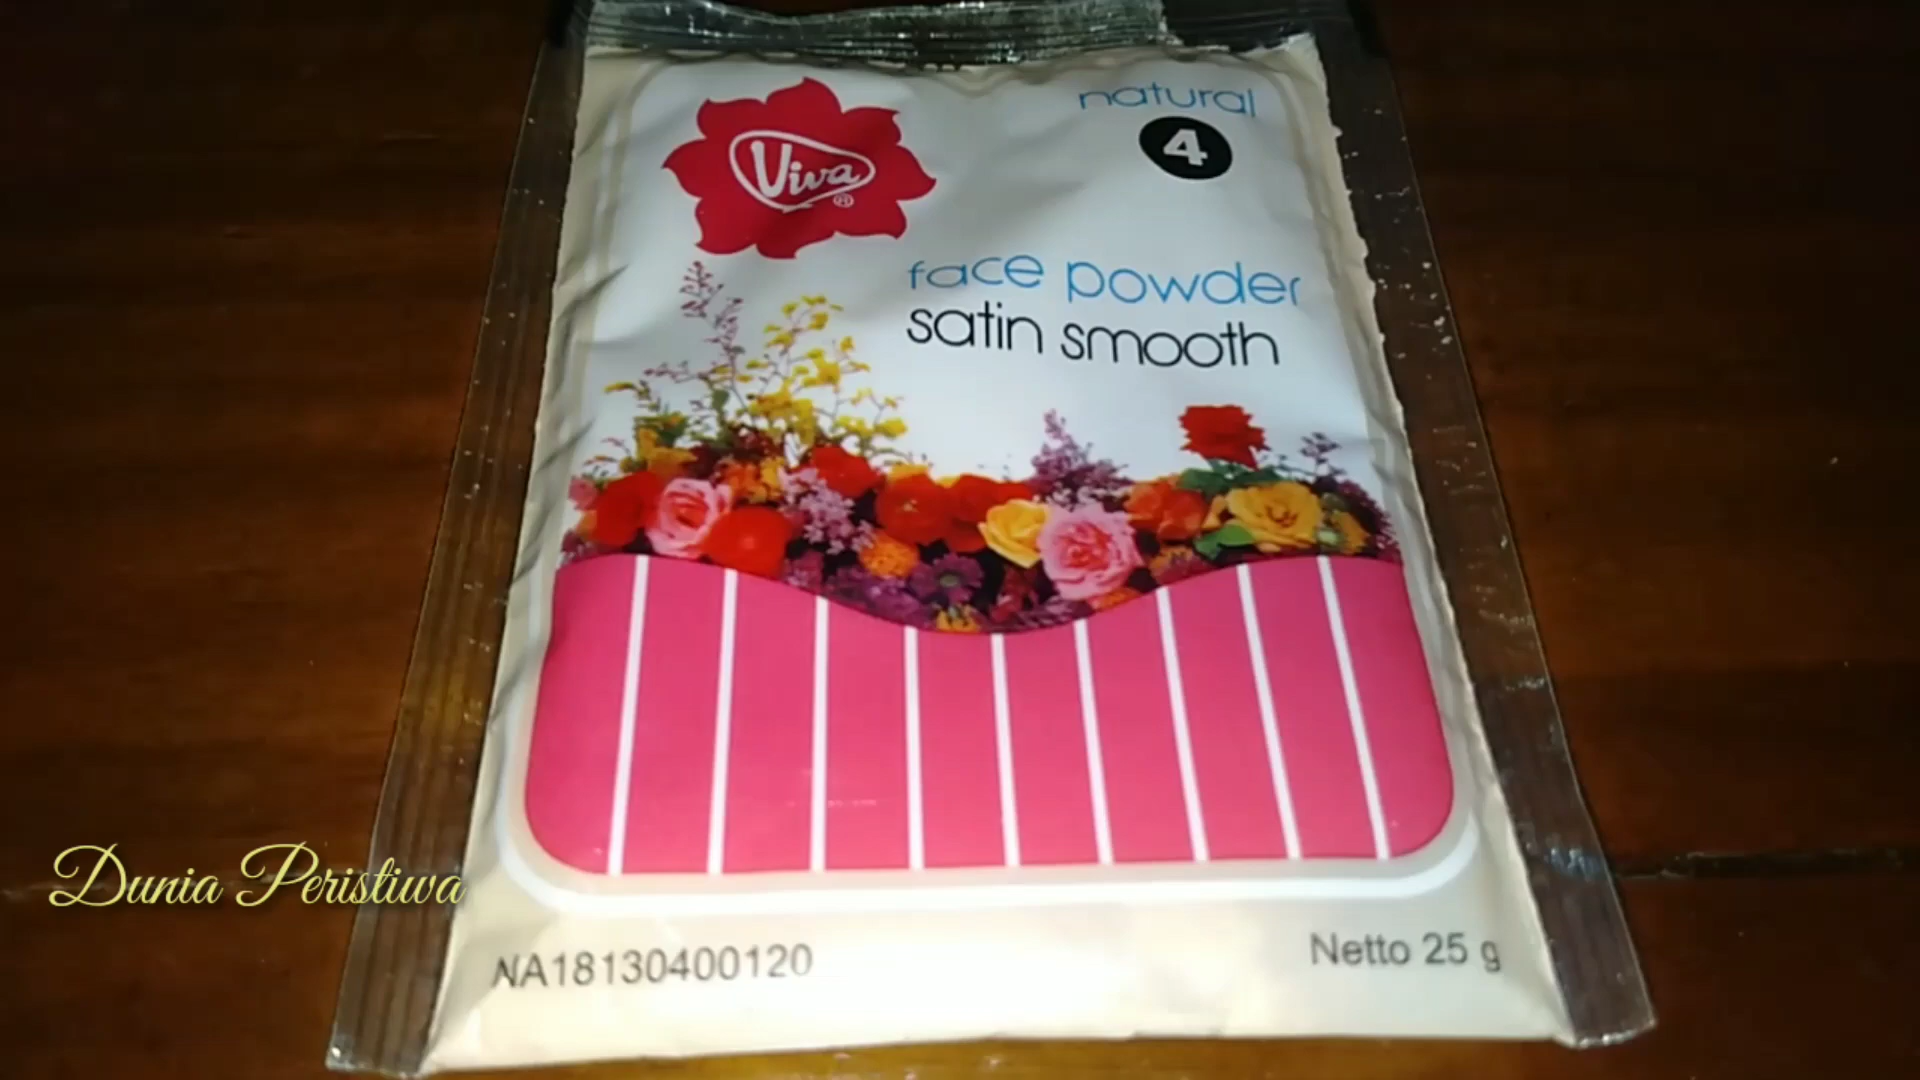 natural
4
Viva ®
face powder
satin smooth
Dunia Peristiwa
NA18130400120
Netto 25 g